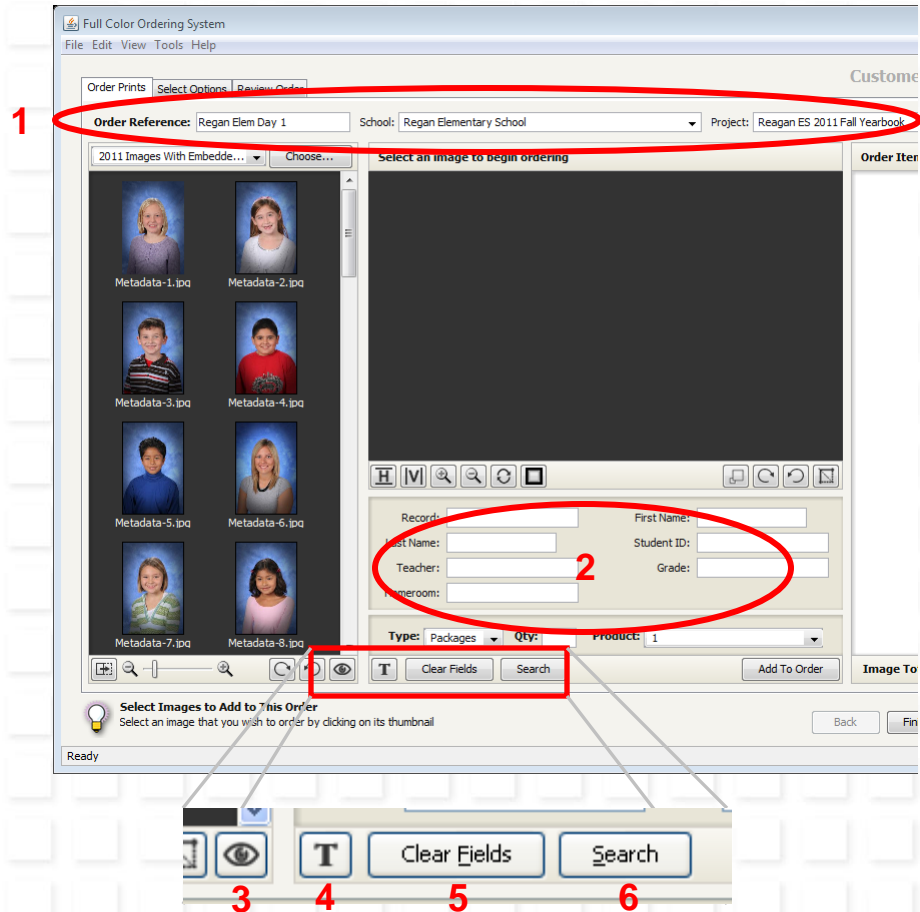 Full Color Ordering System
File Edit View Tools Help
Custome
Order Prints Select Options Review Order
1
Order Reference: Regan Elem Day 1 School: Regan Elementary School Project: Reagan ES 2011 Fall Yearbook
2011 Images With Embedde... Choose... Select an image to begin ordering Order Iter
Metadata-1.jpg Metadata-2.jpg
Metadata-3.jpg Metadata-4.jpg
Metadata-5.jpg Metadata-6.jpg
Metadata-7.jpg Metadata-8.jpg
H V
Record: First Name:
Last Name: Student ID:
Teacher: 2 Grade:
Homeroom:
Type: Packages Qty: Product: 1
T Clear Fields Search Add To Order Image To
Select Images to Add to This Order
Select an image that you wish to order by clicking on its thumbnail
Back Fin
Ready
T Clear Fields Search
3 4 5 6